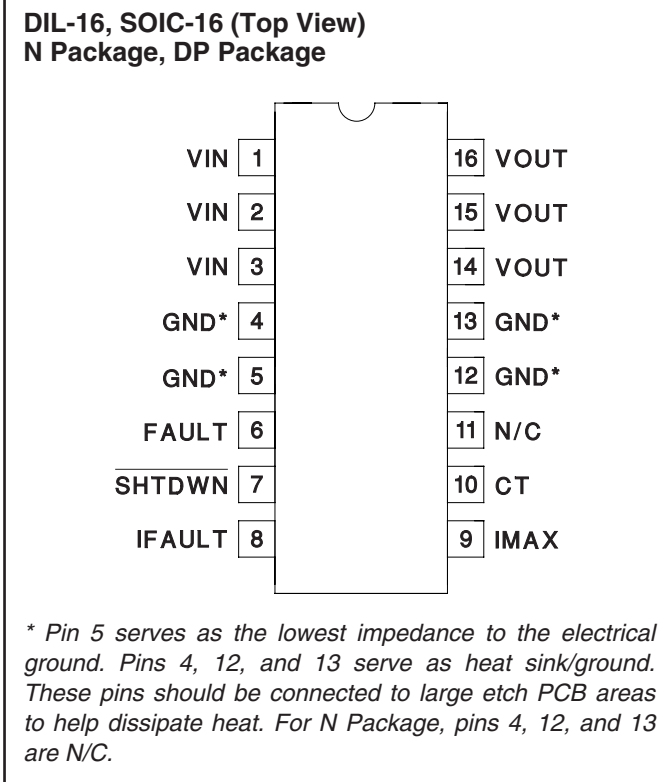 DIL-16, SOIC-16 (Top View)
N Package, DP Package
VIN 1 16 VOUT
VIN 2 15 VOUT
VIN 3 14 VOUT
GND* 4 13 GND*
GND* 5 12 GND*
FAULT 6 11 N/C
SHTDWN 7 10 CT
IFAULT 8 9 IMAX
* Pin 5 serves as the lowest impedance to the electrical
ground. Pins 4, 12, and 13 serve as heat sink/ground.
These pins should be connected to large etch PCB areas
to help dissipate heat. For N Package, pins 4, 12, and 13
are N/C.